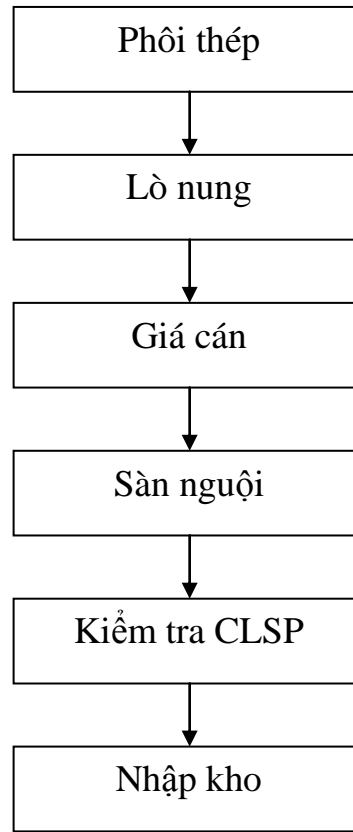 Phôi thép
Lò nung
Giá cán
Sàn nguội
Kiểm tra CLSP
Nhập kho